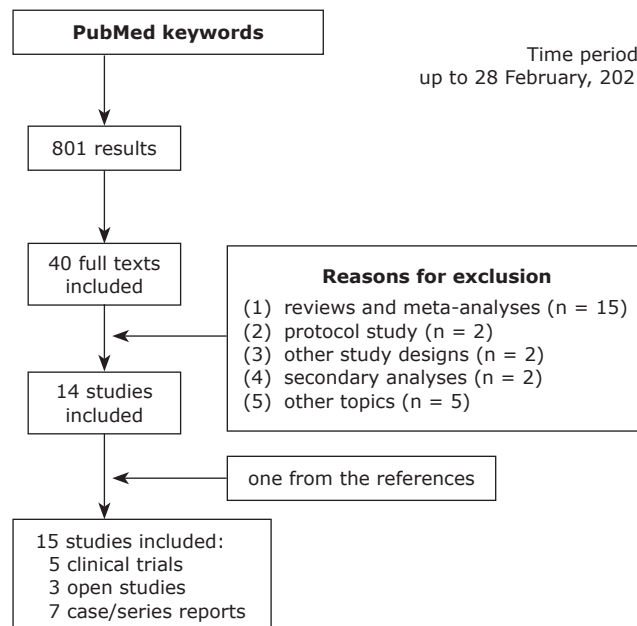 PubMed keywords
Time period
up to 28 February, 202
801 results
40 full texts
included
Reasons for exclusion
(1) reviews and meta-analyses (n = 15)
(2) protocol study (n = 2)
(3) other study designs (n = 2)
(4) secondary analyses (n = 2)
(5) other topics (n = 5)
14 studies
included
one from the references
15 studies included:
5 clinical trials
3 open studies
7 case/series reports